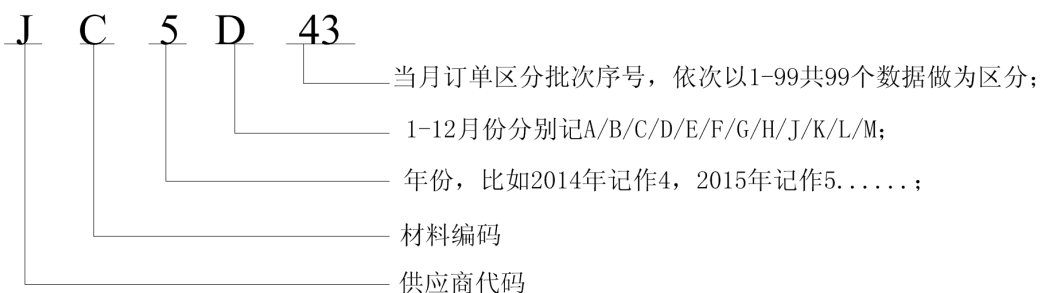 J C 5 D 43
当月订单区分批次序号，依次以1-99共99个数据做为区分；
1-12月份分别记A/B/C/D/E/F/G/H/J/K/L/M；
年份，比如2014年记作4，2015年记作5......；
材料编码
供应商代码